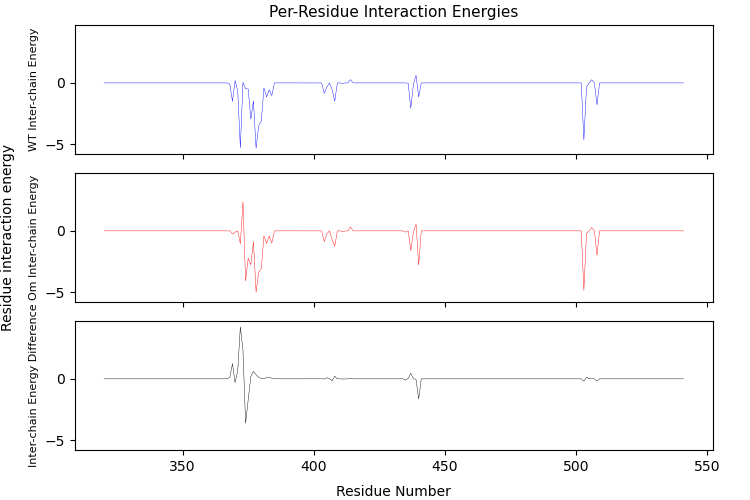 Per-Residue Interaction Energies
Residue interaction energy
WT Inter-chain Energy
0
−5
Om Inter-chain Energy
0
−5
Inter-chain Energy Difference
0
−5
350
400
450
500
550
Residue Number